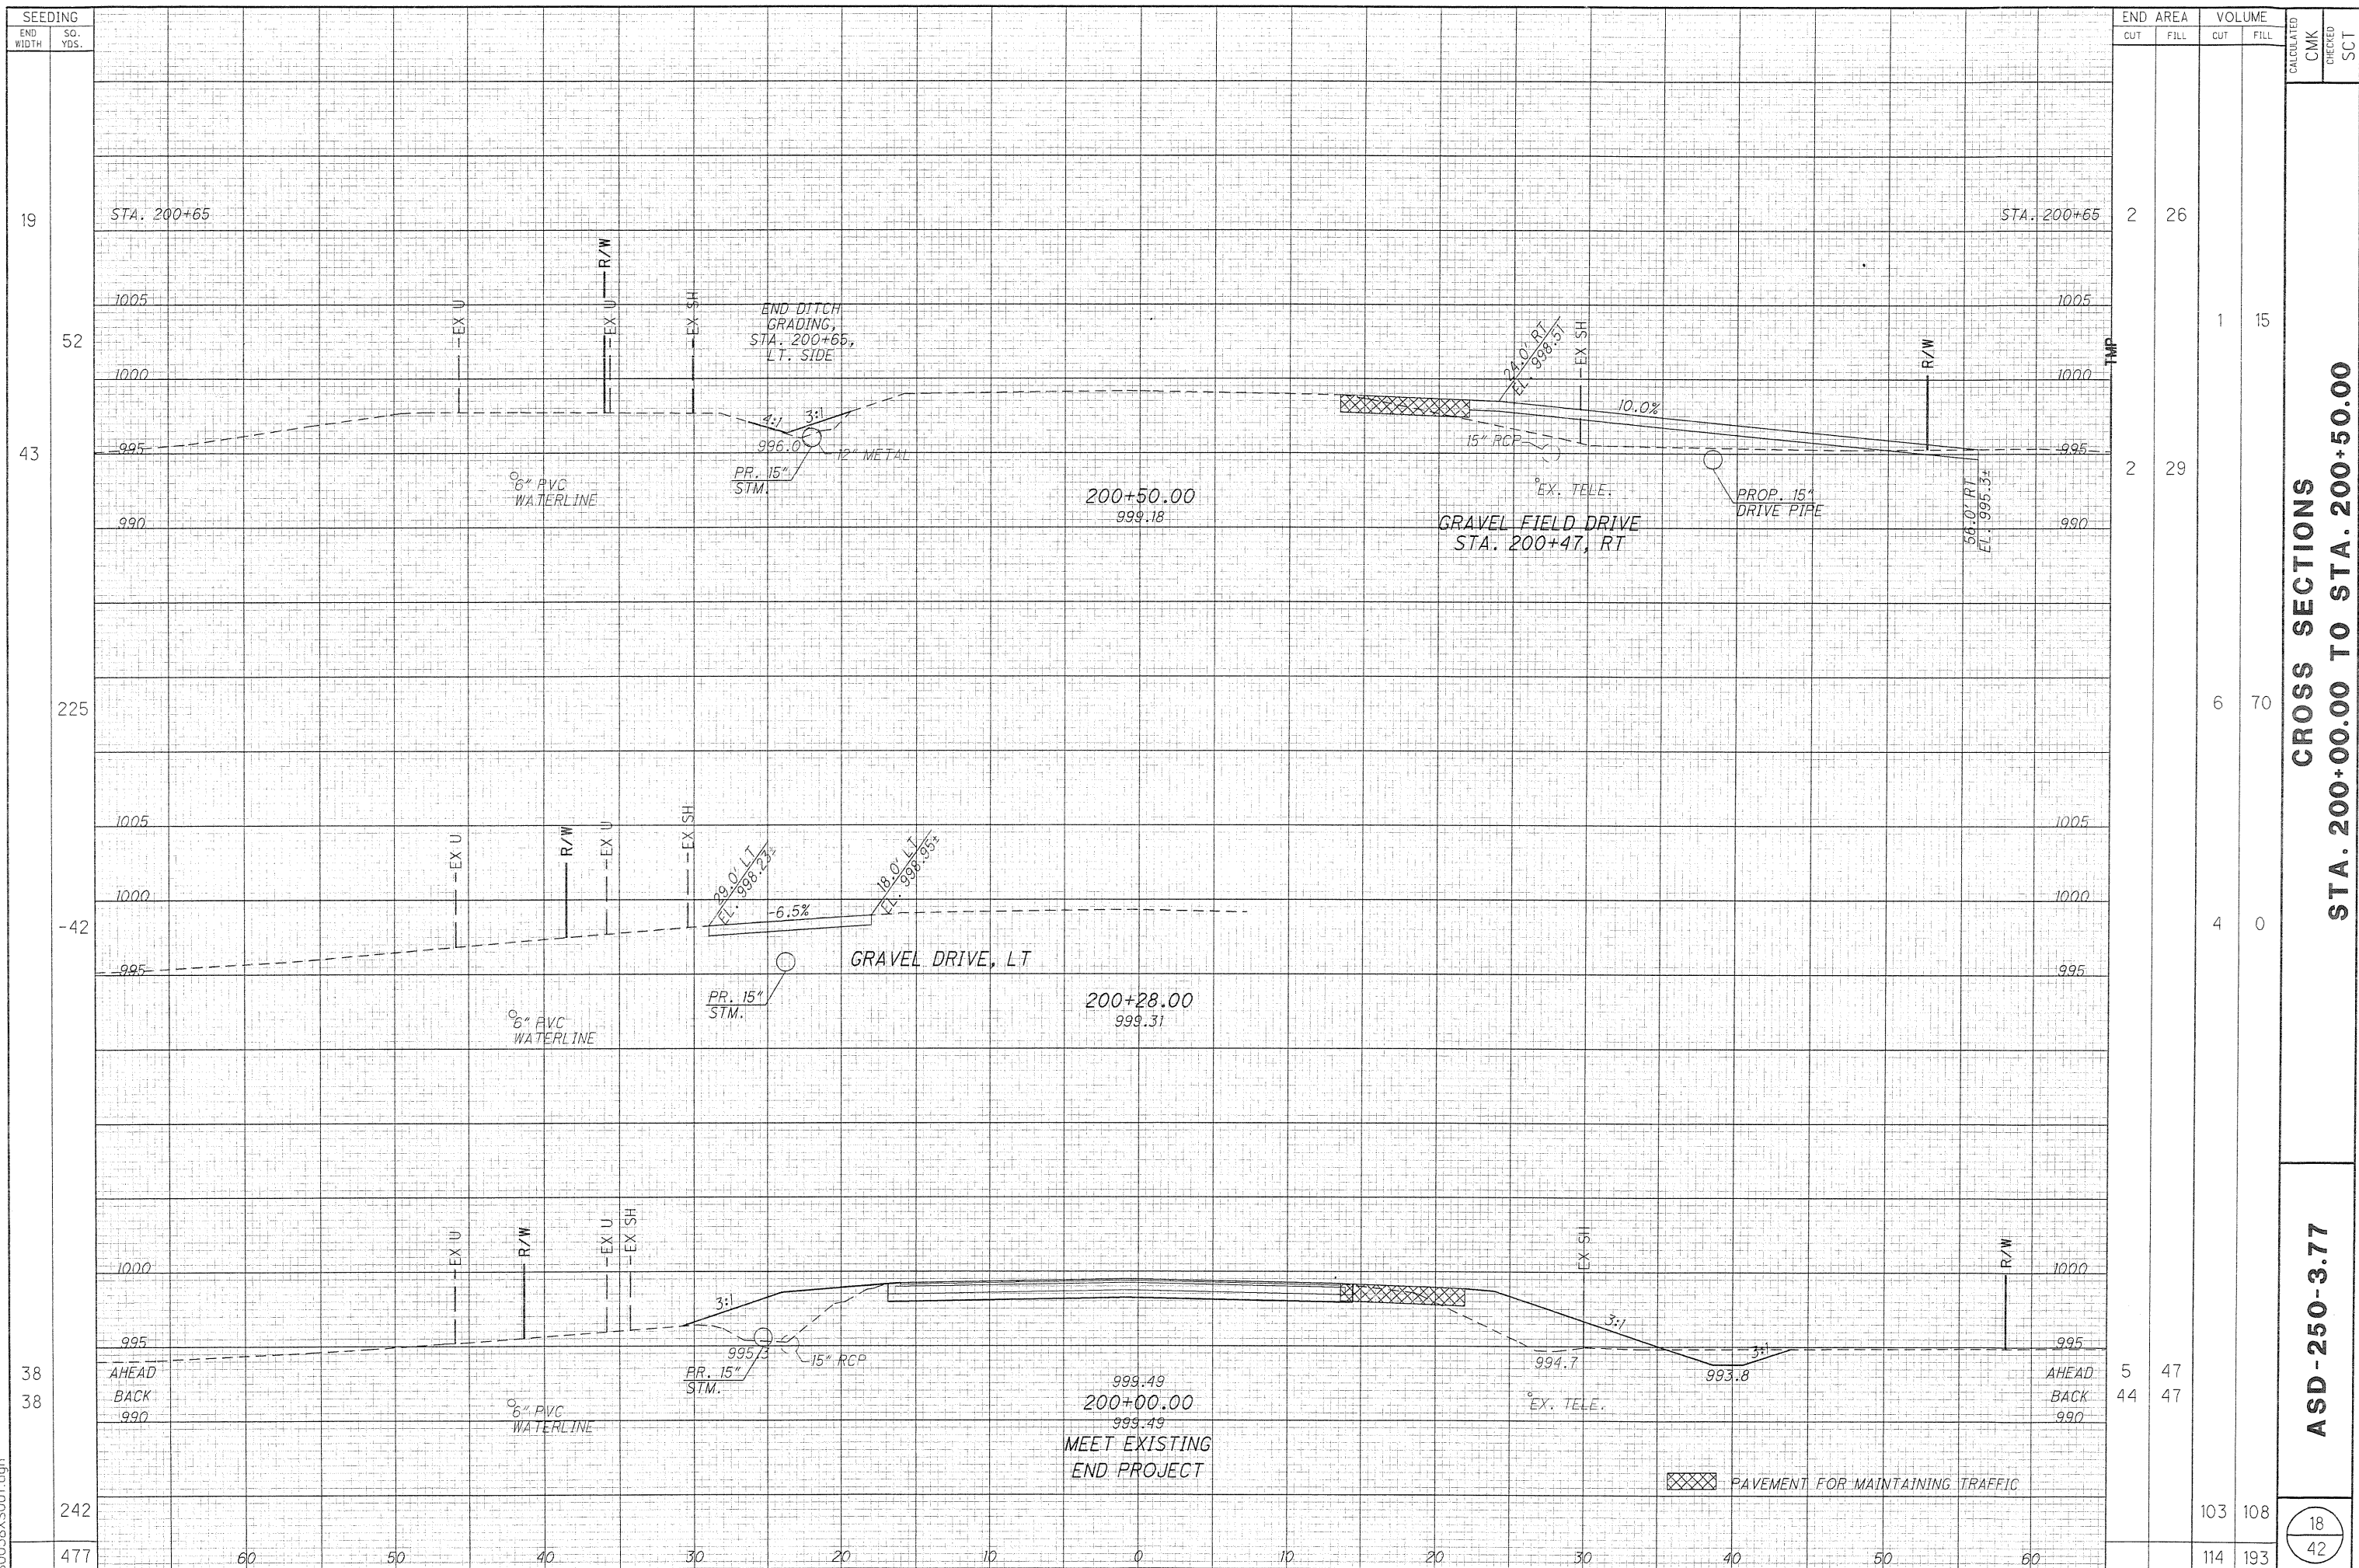 SEEDING
END WIDTH
SQ. YDS.
END AREA
VOLUME
CUT
FILL
CUT
FILL
CALCULATED
CMK
CHECKED
SCT
19
STA. 200+65
STA. 200+65
2
26
R/W
1005
EX U
EX U
EX SH
END DITCH
GRADING,
STA. 200+65,
LT. SIDE
24.0' RT
EL. 998.51
EX SH
R/W
1005
1
15
52
TMP
1000
1000
4:1
3:1
10.0%
996.0
12" METAL
15" RCP
43
995
995
2
29
6" PVC
WATERLINE
PR. 15"
STM.
200+50.00
999.18
EX. TELE.
PROP. 15"
DRIVE PIPE
56.0' RT
EL. 995.3±
990
GRAVEL FIELD DRIVE
STA. 200+47, RT
990
225
6
70
1005
1005
EX U
R/W
EX U
EX SH
29.0' LT
EL. 998.23±
18.0' LT
EL. 998.95±
1000
1000
-6.5%
-42
4
0
GRAVEL DRIVE, LT
995
995
PR. 15"
STM.
6" PVC
WATERLINE
200+28.00
999.31
EX U
R/W
EX U
EX SH
EX SH
R/W
1000
1000
3:1
3:1
3:1
995
995
995.3
15" RCP
994.7
993.8
PR. 15"
STM.
38
AHEAD
AHEAD
5
47
38
BACK
BACK
44
47
990
990
6" PVC
WATERLINE
999.49
200+00.00
999.49
MEET EXISTING
END PROJECT
EX. TELE.
PAVEMENT FOR MAINTAINING TRAFFIC
242
103
108
477
114
193
60
50
40
30
20
10
0
10
20
30
40
50
60
CROSS SECTIONS
STA. 200+00.00 TO STA. 200+50.00
ASD-250-3.77
18
42